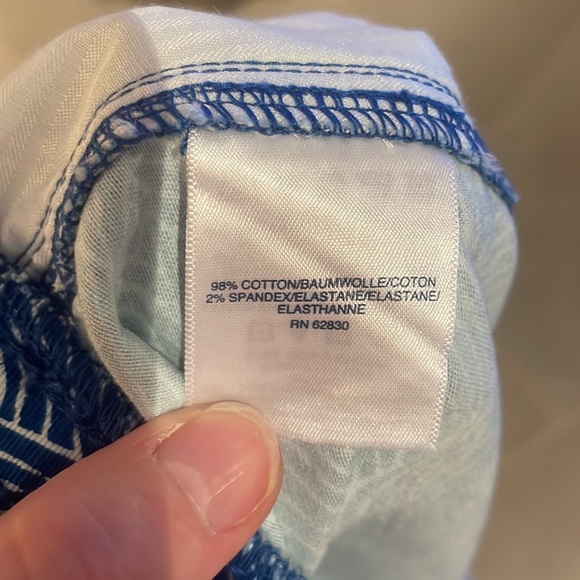 98% COTTON/BAUMWOLLE/COTON
2% SPANDEX/ELASTANE/ELASTANE/
ELASTHANNE
RN 62830